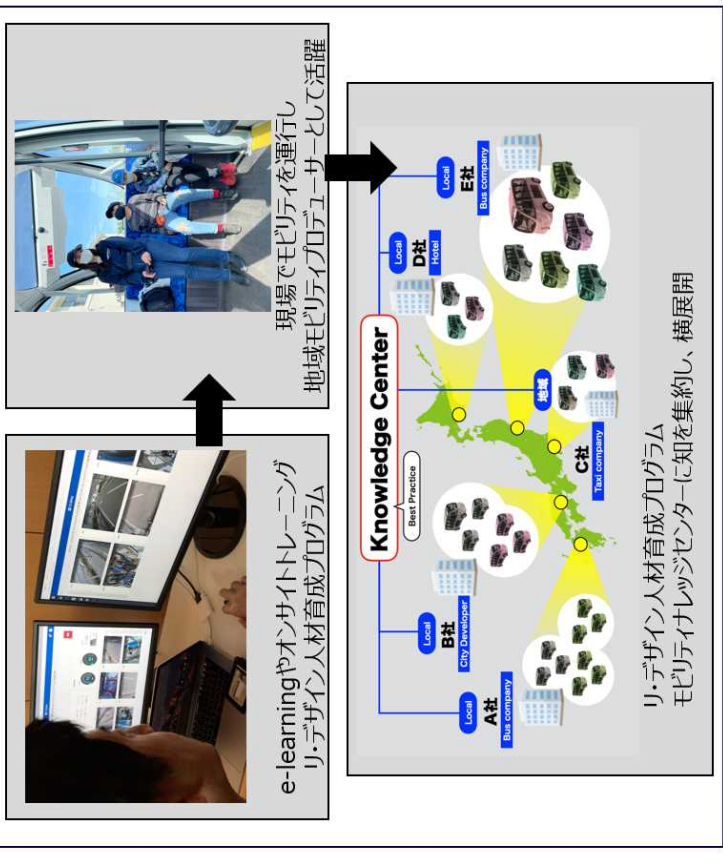 e-learningやオンサイトトレーニング
リ・デザイン人材育成プログラム
現場でモビリティを運行し
地域モビリティプロデューサーとして活躍
Knowledge Center
Best Practice
Local
A社
Bus company
Local
B社
City Developer
地域
C社
Taxi company
Local
D社
Hotel
Local
E社
Bus company
リ・デザイン人材育成プログラム
モビリティナレッジセンターに知を集約し、横展開